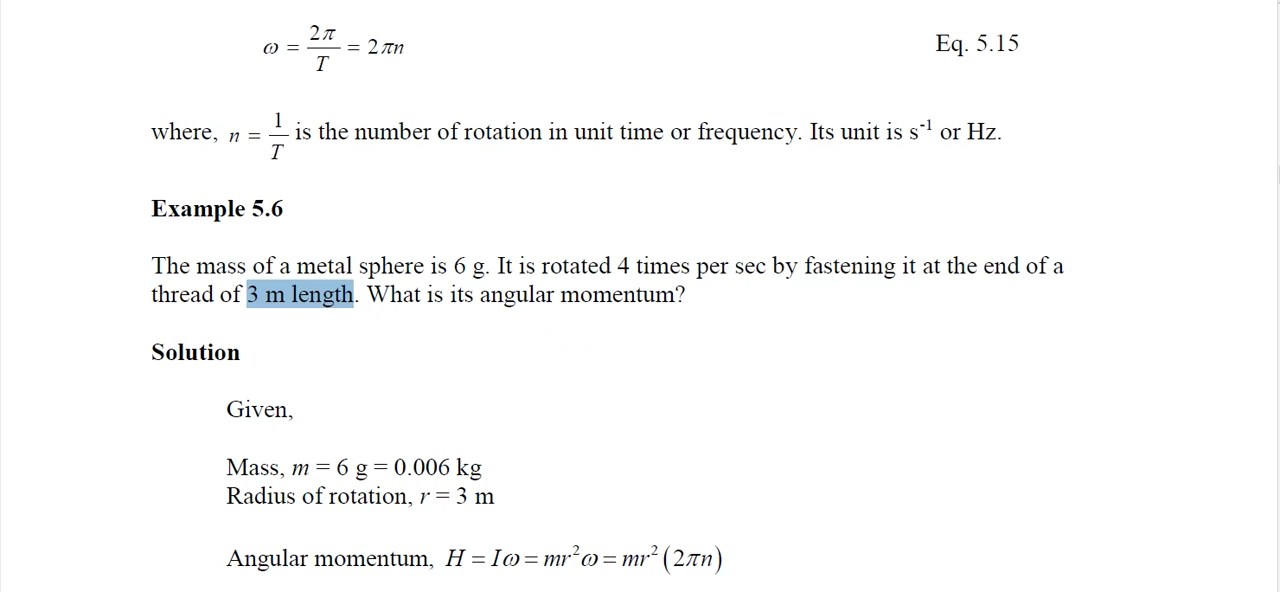 ω = 2π/T = 2πn Eq. 5.15
where, n = 1/T is the number of rotation in unit time or frequency. Its unit is s⁻¹ or Hz.
Example 5.6
The mass of a metal sphere is 6 g. It is rotated 4 times per sec by fastening it at the end of a
thread of 3 m length. What is its angular momentum?
Solution
Given,
Mass, m = 6 g = 0.006 kg
Radius of rotation, r = 3 m
Angular momentum, H = Iω = mr²ω = mr²(2πn)